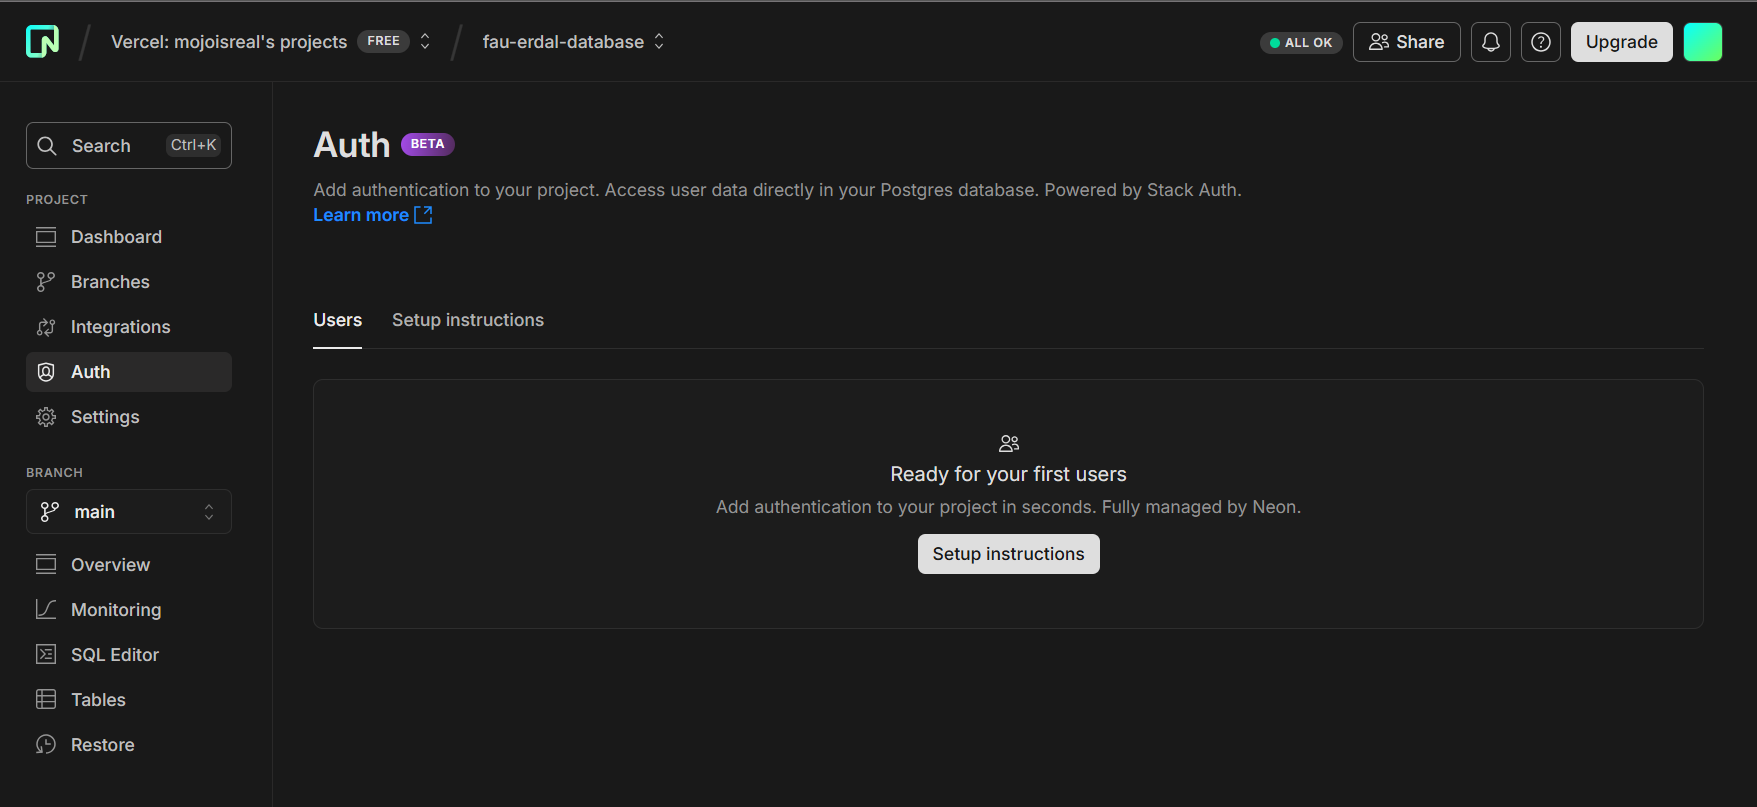 Vercel: mojoisreal's projects FREE
fau-erdal-database
ALL OK
Share
Upgrade
Search Ctrl+K
PROJECT
Dashboard
Branches
Integrations
Auth
Settings
BRANCH
main
Overview
Monitoring
SQL Editor
Tables
Restore
Auth BETA
Add authentication to your project. Access user data directly in your Postgres database. Powered by Stack Auth.
Learn more
Users Setup instructions
Ready for your first users
Add authentication to your project in seconds. Fully managed by Neon.
Setup instructions